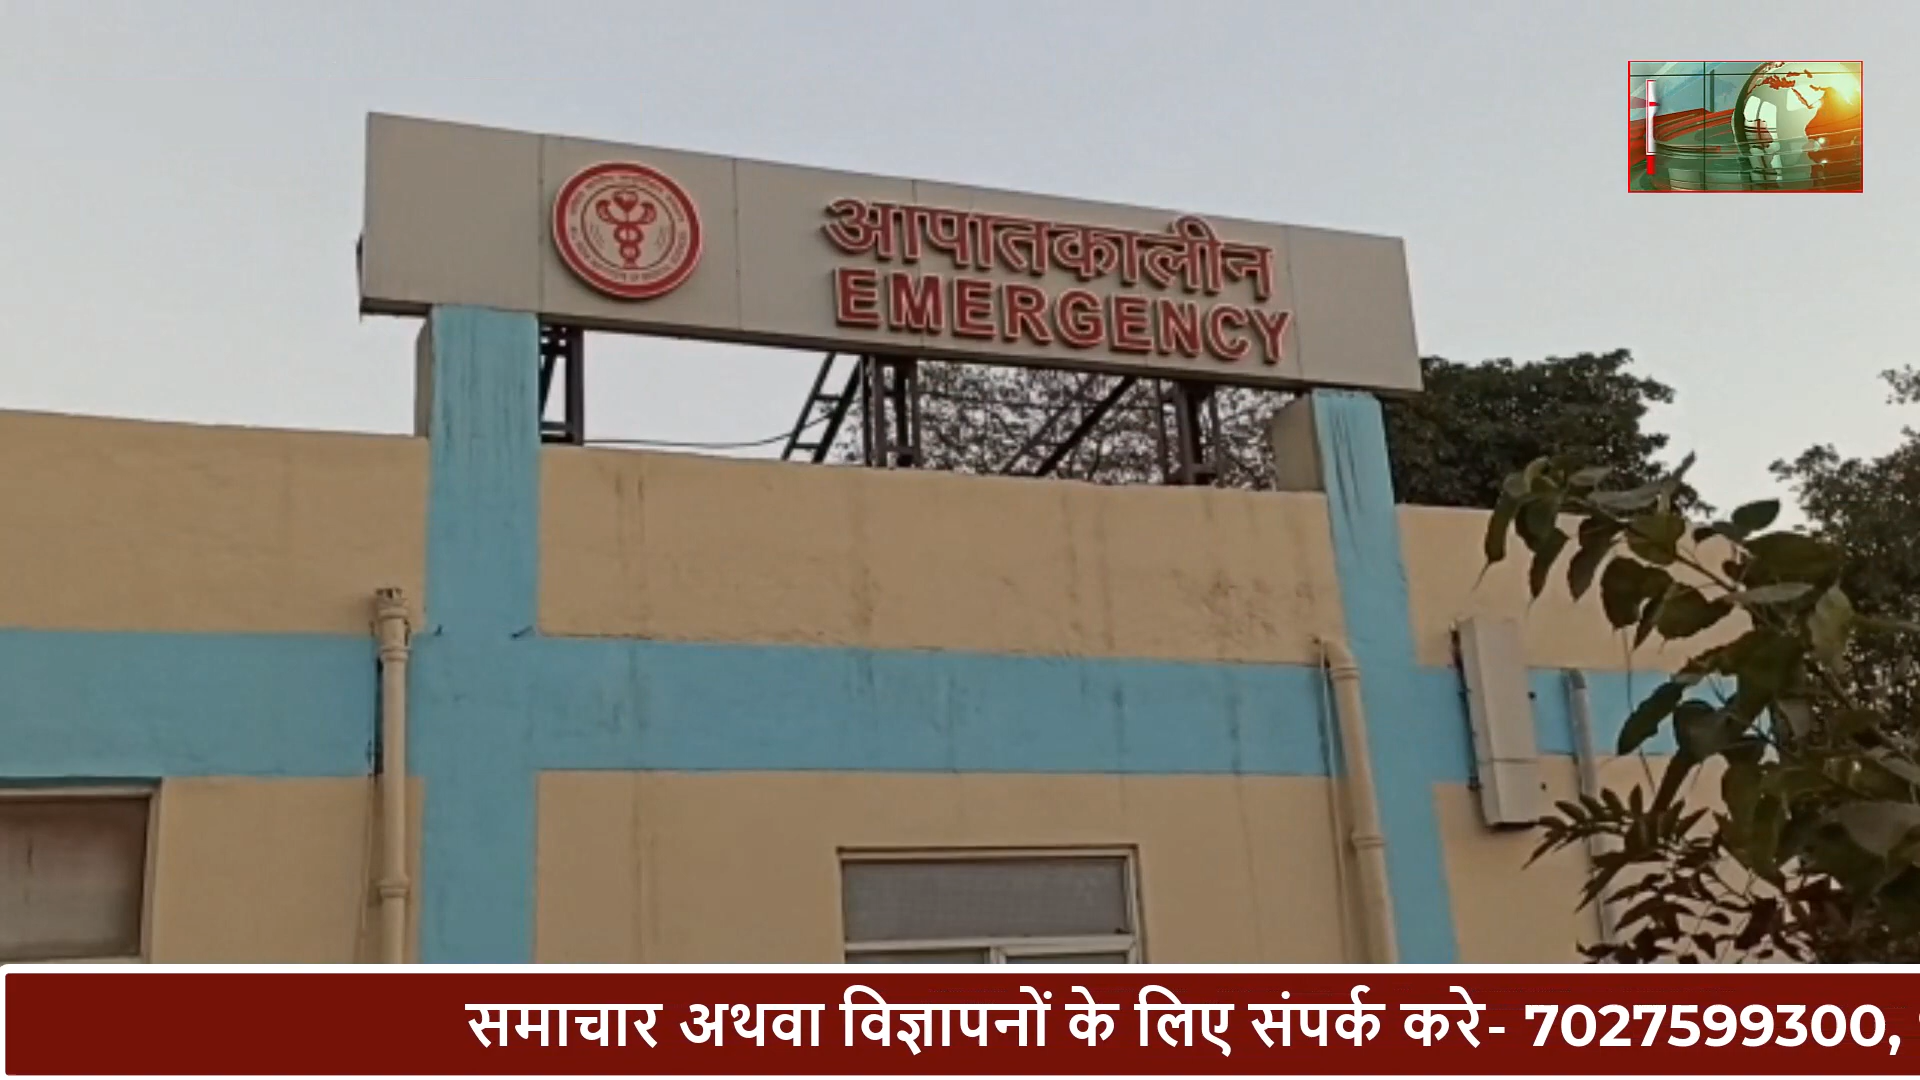 आपातकालीन
EMERGENCY
समाचार अथवा विज्ञापनों के लिए संपर्क करे- 7027599300,